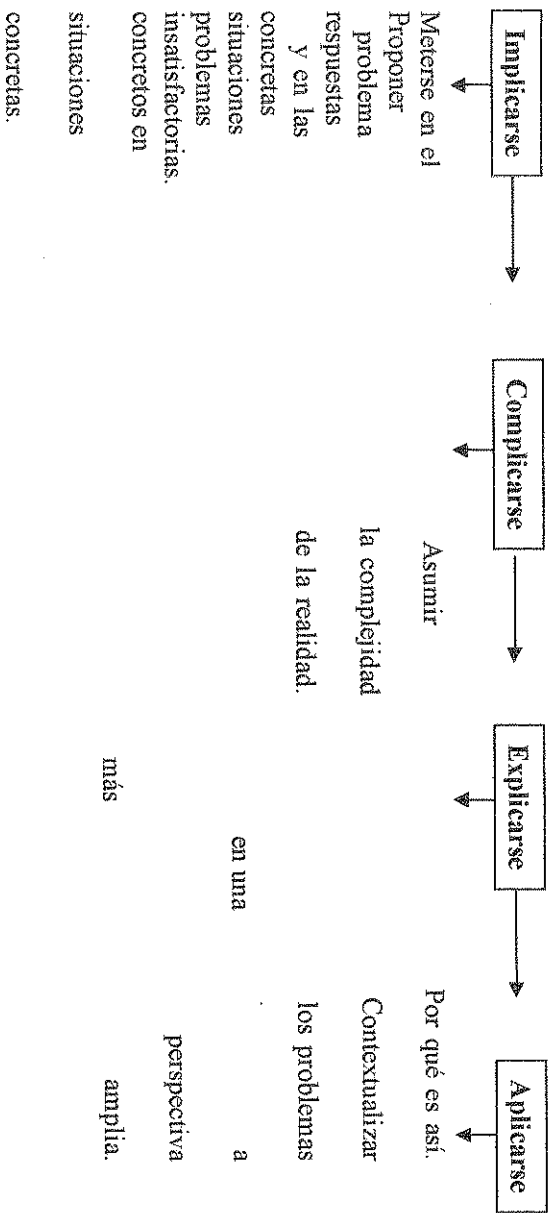 Implicarse Complicarse Explicarse Aplicarse
Meterse en el Asumir Por qué es así.
Proponer
problema la complejidad Contextualizar
respuestas
y en las de la realidad. los problemas
concretas
situaciones en una a
problemas
insatisfactorias. perspectiva
concretos en
más amplia.
situaciones
concretas.